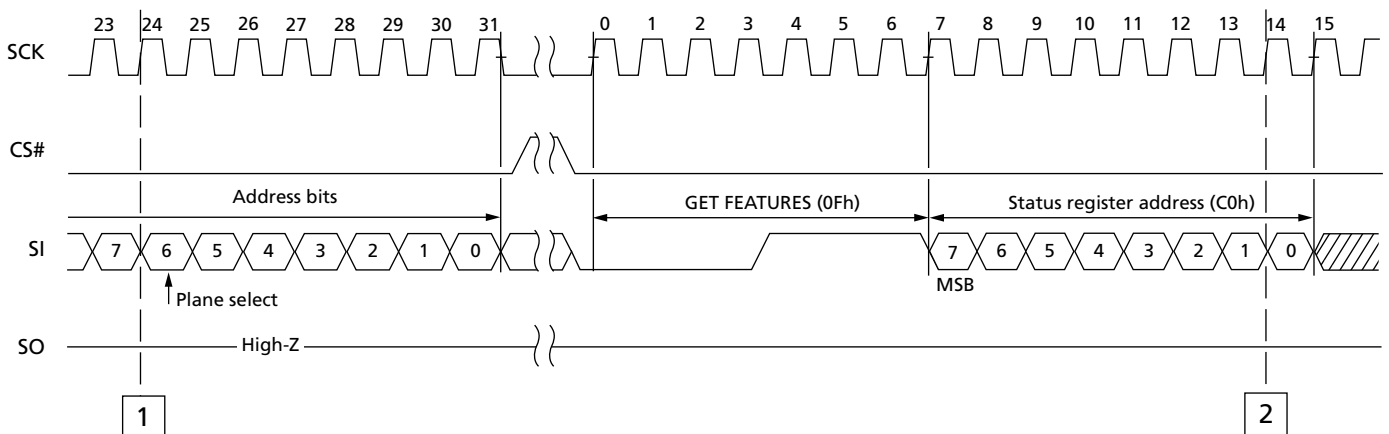 23 24 25 26 27 28 29 30 31 0 1 2 3 4 5 6 7 8 9 10 11 12 13 14 15
SCK
CS#
Address bits GET FEATURES (0Fh) Status register address (C0h)
SI 7 6 5 4 3 2 1 0 7 6 5 4 3 2 1 0
Plane select MSB
SO High-Z
1 2